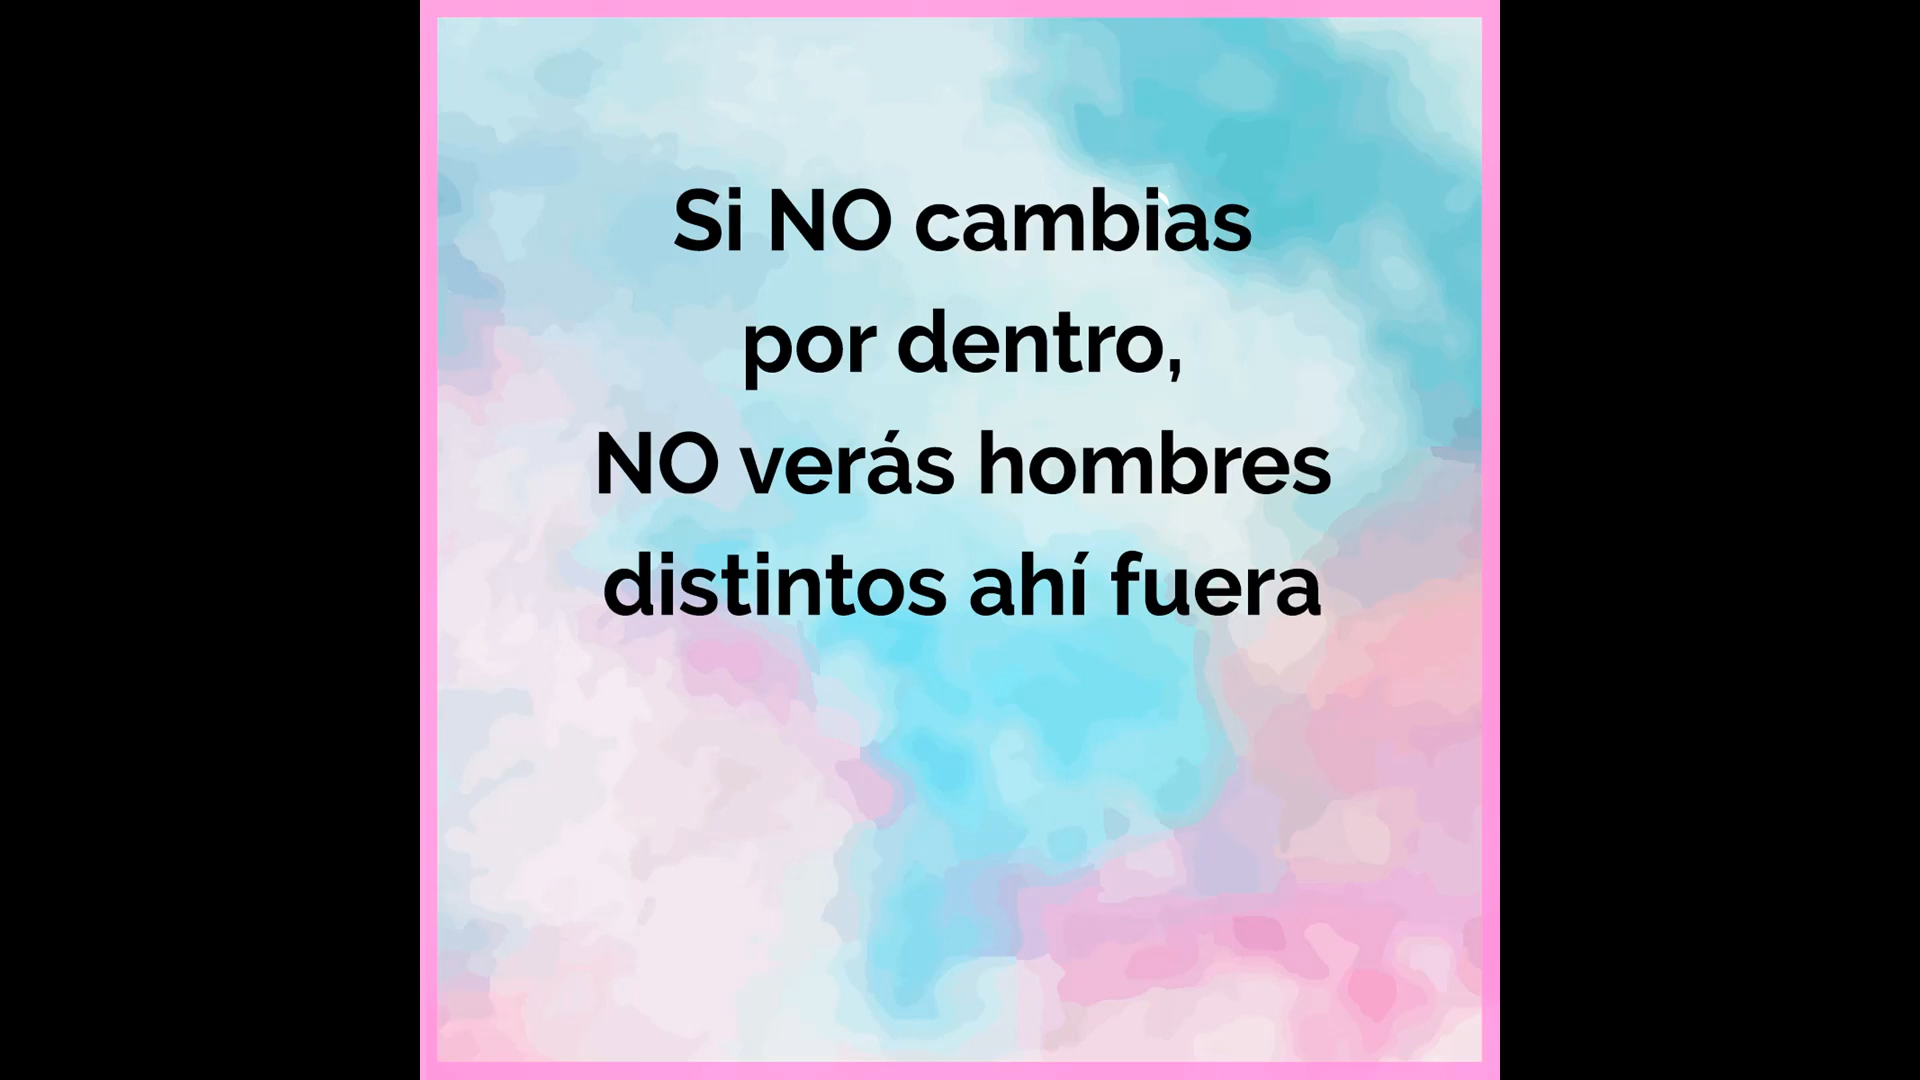 Si NO cambias
por dentro,
NO verás hombres
distintos ahí fuera